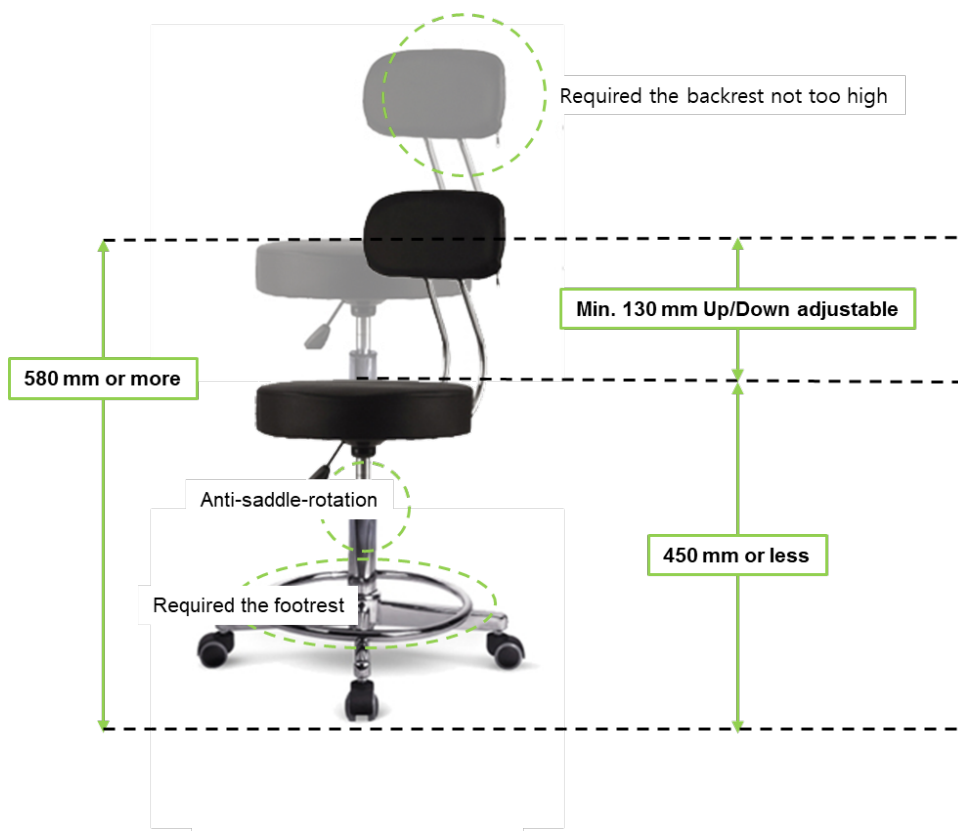 Required the backrest not too high
Min. 130 mm Up/Down adjustable
580 mm or more
Anti-saddle-rotation
450 mm or less
Required the footrest